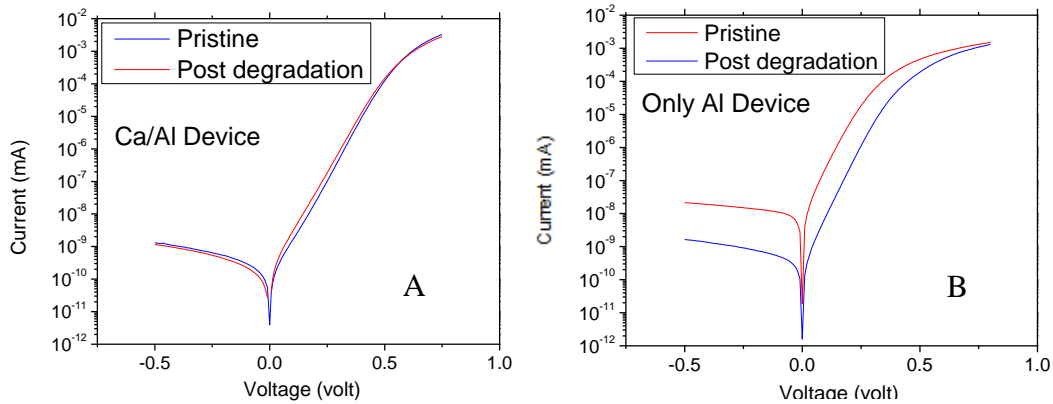 Pristine
Post degradation
Ca/Al Device
A
Current (mA)
10⁻²
10⁻³
10⁻⁴
10⁻⁵
10⁻⁶
10⁻⁷
10⁻⁸
10⁻⁹
10⁻¹⁰
10⁻¹¹
10⁻¹²
-0.5
0.0
0.5
1.0
Voltage (volt)
B
Pristine
Post degradation
Only Al Device
B
Current (mA)
10⁻²
10⁻³
10⁻⁴
10⁻⁵
10⁻⁶
10⁻⁷
10⁻⁸
10⁻⁹
10⁻¹⁰
10⁻¹¹
10⁻¹²
-0.5
0.0
0.5
1.0
Voltage (volt)